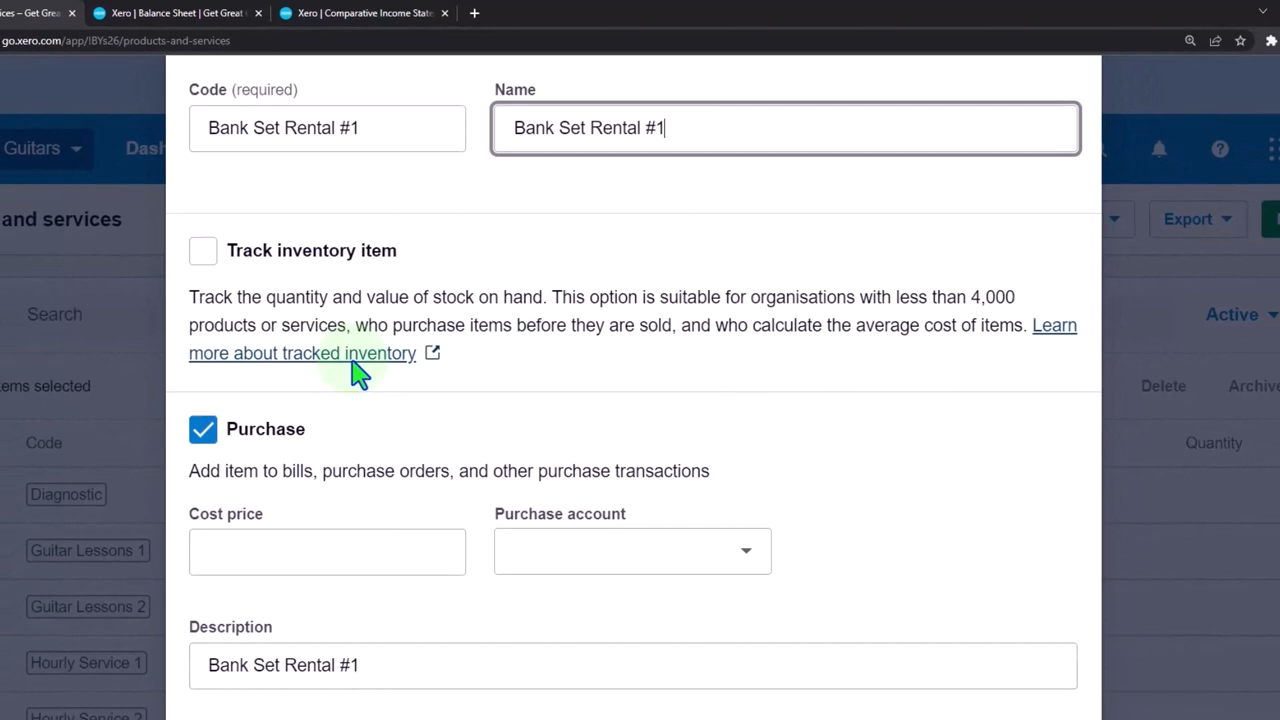 ices – Get Grea
Xero | Balance Sheet | Get Great
Xero | Comparative Income State
go.xero.com/app/!BYs26/products-and-services
Code (required)
Name
Bank Set Rental #1
Bank Set Rental #1
Guitars
Dash
and services
Export
Track inventory item
Track the quantity and value of stock on hand. This option is suitable for organisations with less than 4,000
products or services, who purchase items before they are sold, and who calculate the average cost of items. Learn
more about tracked inventory
Search
Active
ems selected
Delete
Archive
Purchase
Code
Quantity
Add item to bills, purchase orders, and other purchase transactions
Diagnostic
Cost price
Purchase account
Guitar Lessons 1
Guitar Lessons 2
Description
Hourly Service 1
Bank Set Rental #1
Hourly Service 2